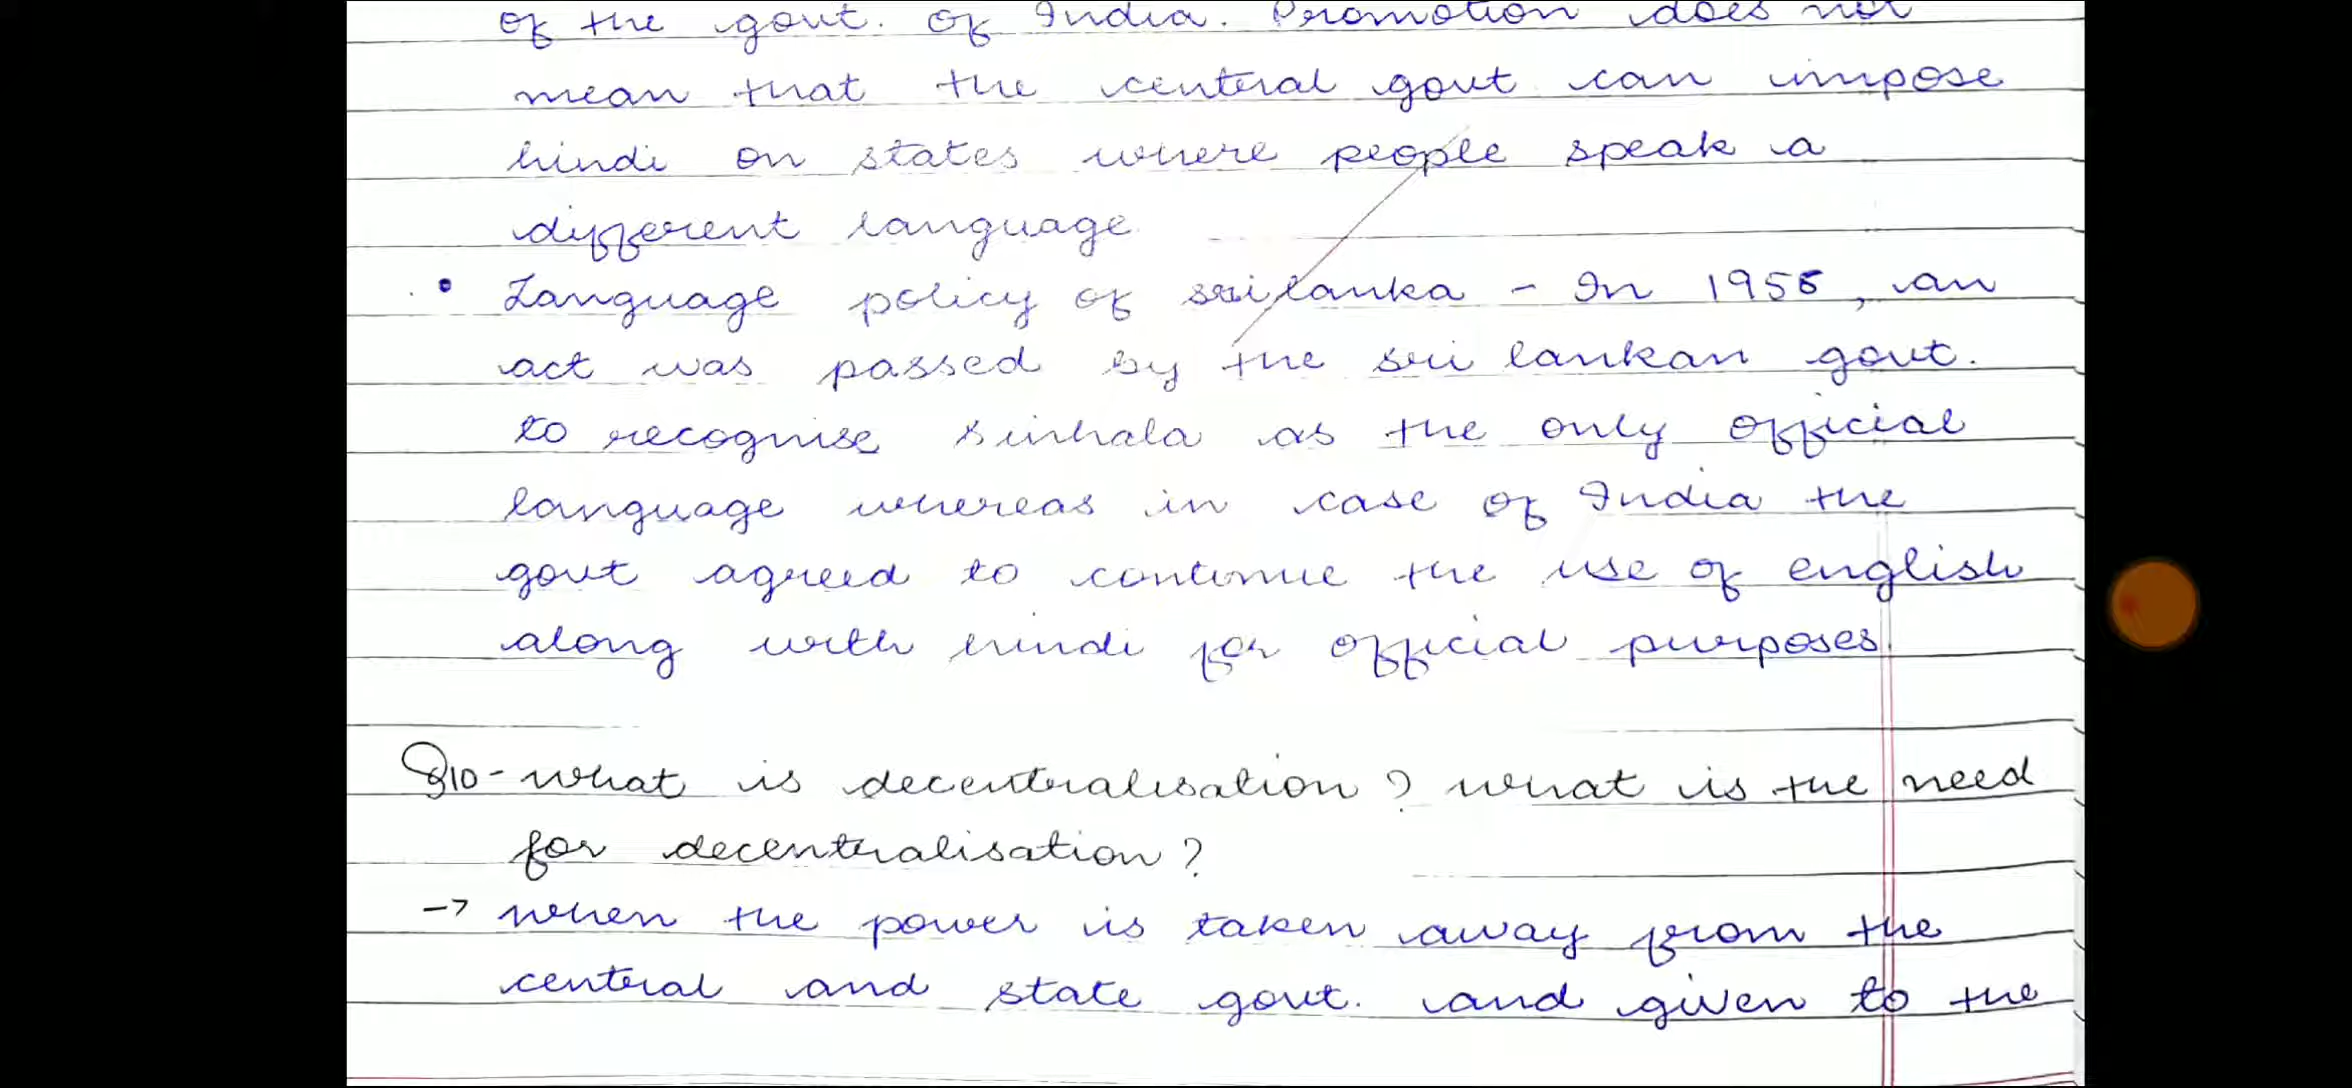 of the govt. of India. Promotion does not
mean that the central govt can impose
hindi on states where people speak a
different language
• Language policy of sri lanka - In 1956, an
act was passed by the sri lankan govt.
to recognise sinhala as the only official
language whereas in case of India the
govt agreed to continue the use of english
along with hindi for official purposes.
Q10 - what is decentralisation? what is the need
for decentralisation?
-> when the power is taken away from the
central and state govt. and given to the